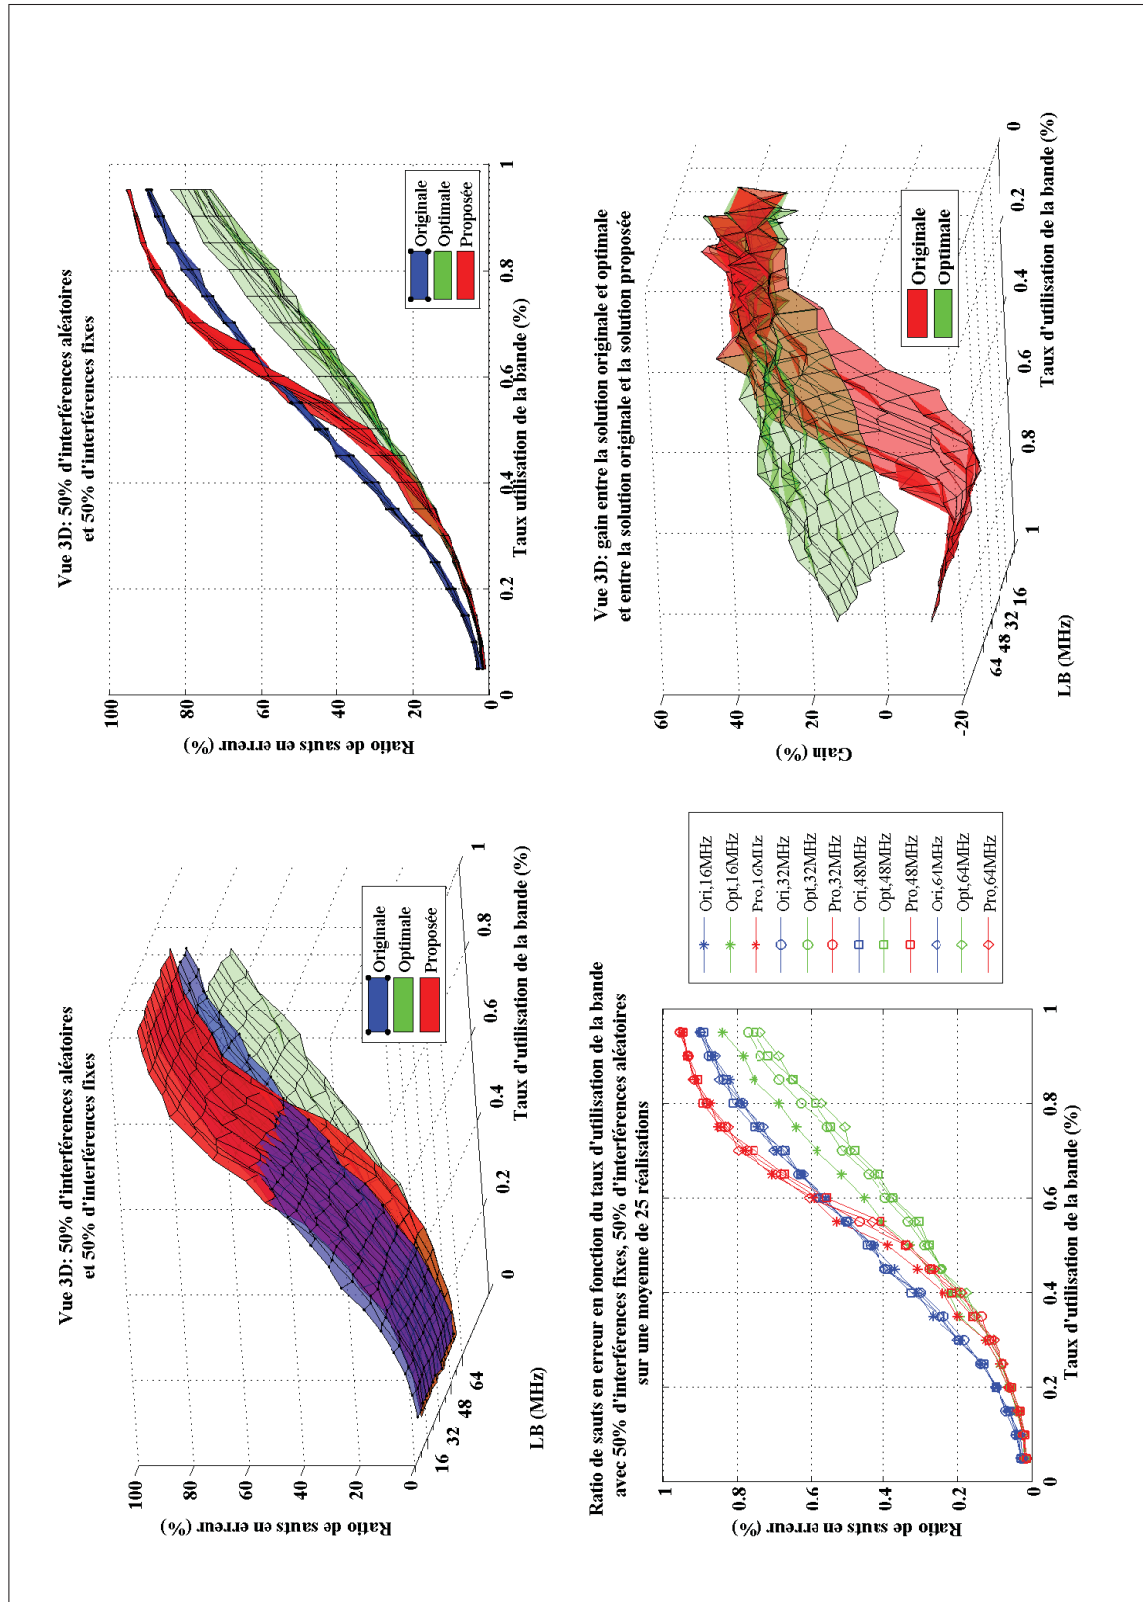 Vue 3D: 50% d'interférences aléatoires
et 50% d'interférences fixes
100
80
60
40
20
0
Ratio de sauts en erreur (%)
16
32
48
64
LB (MHz)
0
0.2
0.4
0.6
0.8
1
Taux d'utilisation de la bande (%)
Originale
Optimale
Proposée
Vue 3D: 50% d'interférences aléatoires
et 50% d'interférences fixes
100
80
60
40
20
0
Ratio de sauts en erreur (%)
0
0.2
0.4
0.6
0.8
1
Taux utilisation de la bande (%)
Originale
Optimale
Proposée
Ratio de sauts en erreur en fonction du taux d'utilisation de la bande
avec 50% d'interférences fixes, 50% d'interférences aléatoires
sur une moyenne de 25 réalisations
1
0.8
0.6
0.4
0.2
0
Ratio de sauts en erreur (%)
0
0.2
0.4
0.6
0.8
1
Taux d'utilisation de la bande (%)
Ori,16MHz
Opt,16MHz
Pro,16MHz
Ori,32MHz
Opt,32MHz
Pro,32MHz
Ori,48MHz
Opt,48MHz
Pro,48MHz
Ori,64MHz
Opt,64MHz
Pro,64MHz
Vue 3D: gain entre la solution originale et optimale
et entre la solution originale et la solution proposée
60
40
20
0
-20
Gain (%)
64
48
32
16
LB (MHz)
1
0.8
0.6
0.4
0.2
0
Taux d'utilisation de la bande (%)
Originale
Optimale